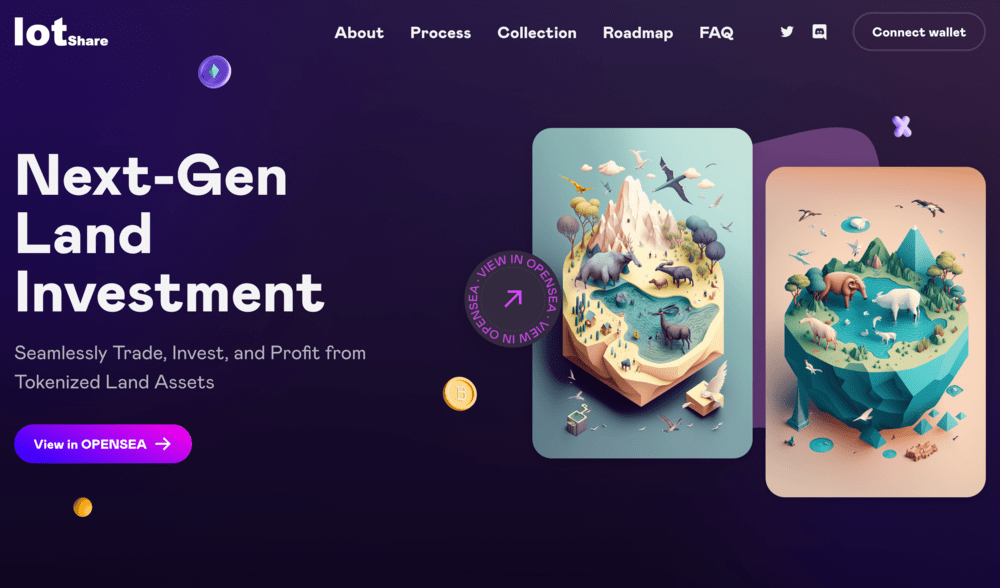 lotShare
About
Process
Collection
Roadmap
FAQ
Connect wallet
Next-Gen
Land
Investment
Seamlessly Trade, Invest, and Profit from
Tokenized Land Assets
View in OPENSEA
VIEW IN OPENSEA · VIEW IN OPENSEA ·
B